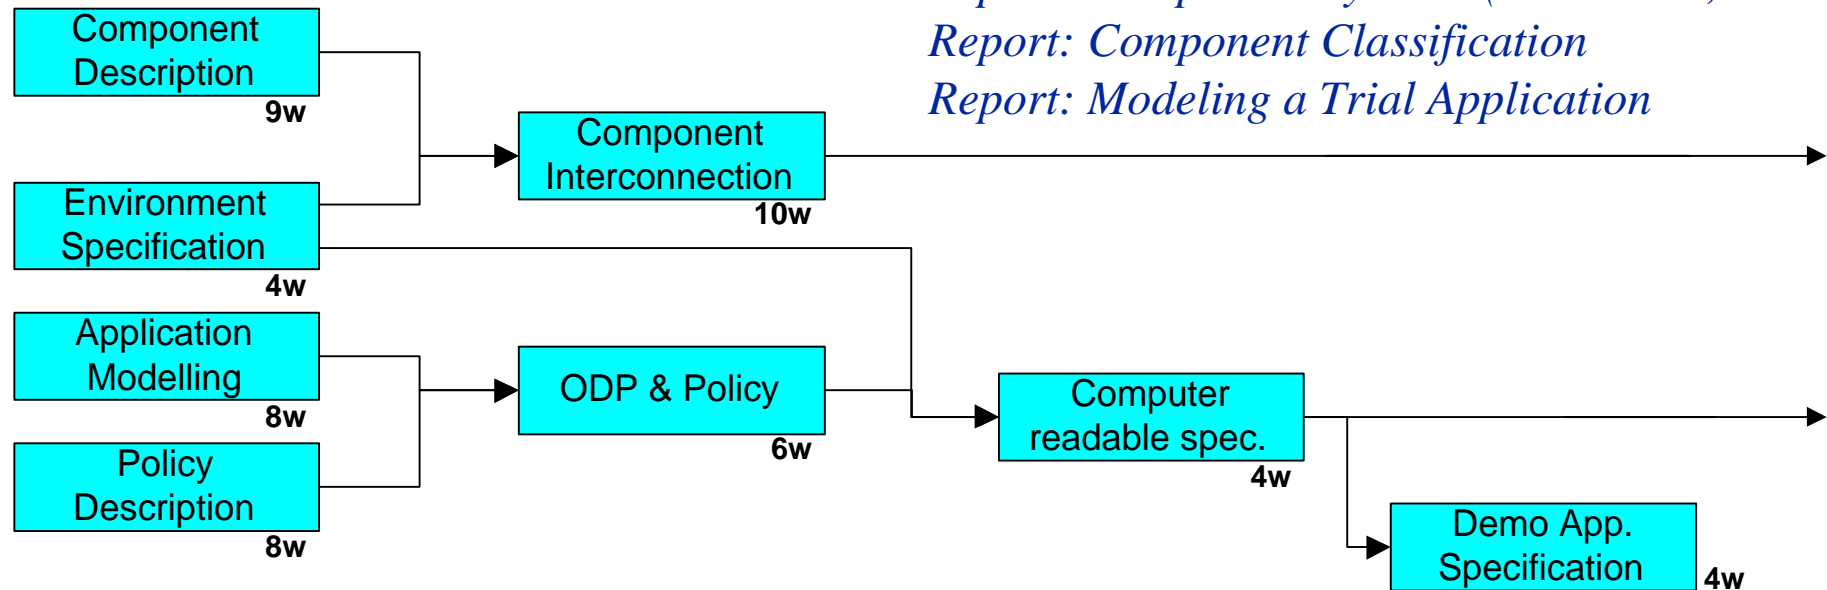 Component
Description
9w
Report: Component Classification
Report: Modeling a Trial Application
Component
Interconnection
10w
Environment
Specification
4w
Application
Modelling
8w
ODP & Policy
6w
Computer
readable spec.
4w
Policy
Description
8w
Demo App.
Specification
4w